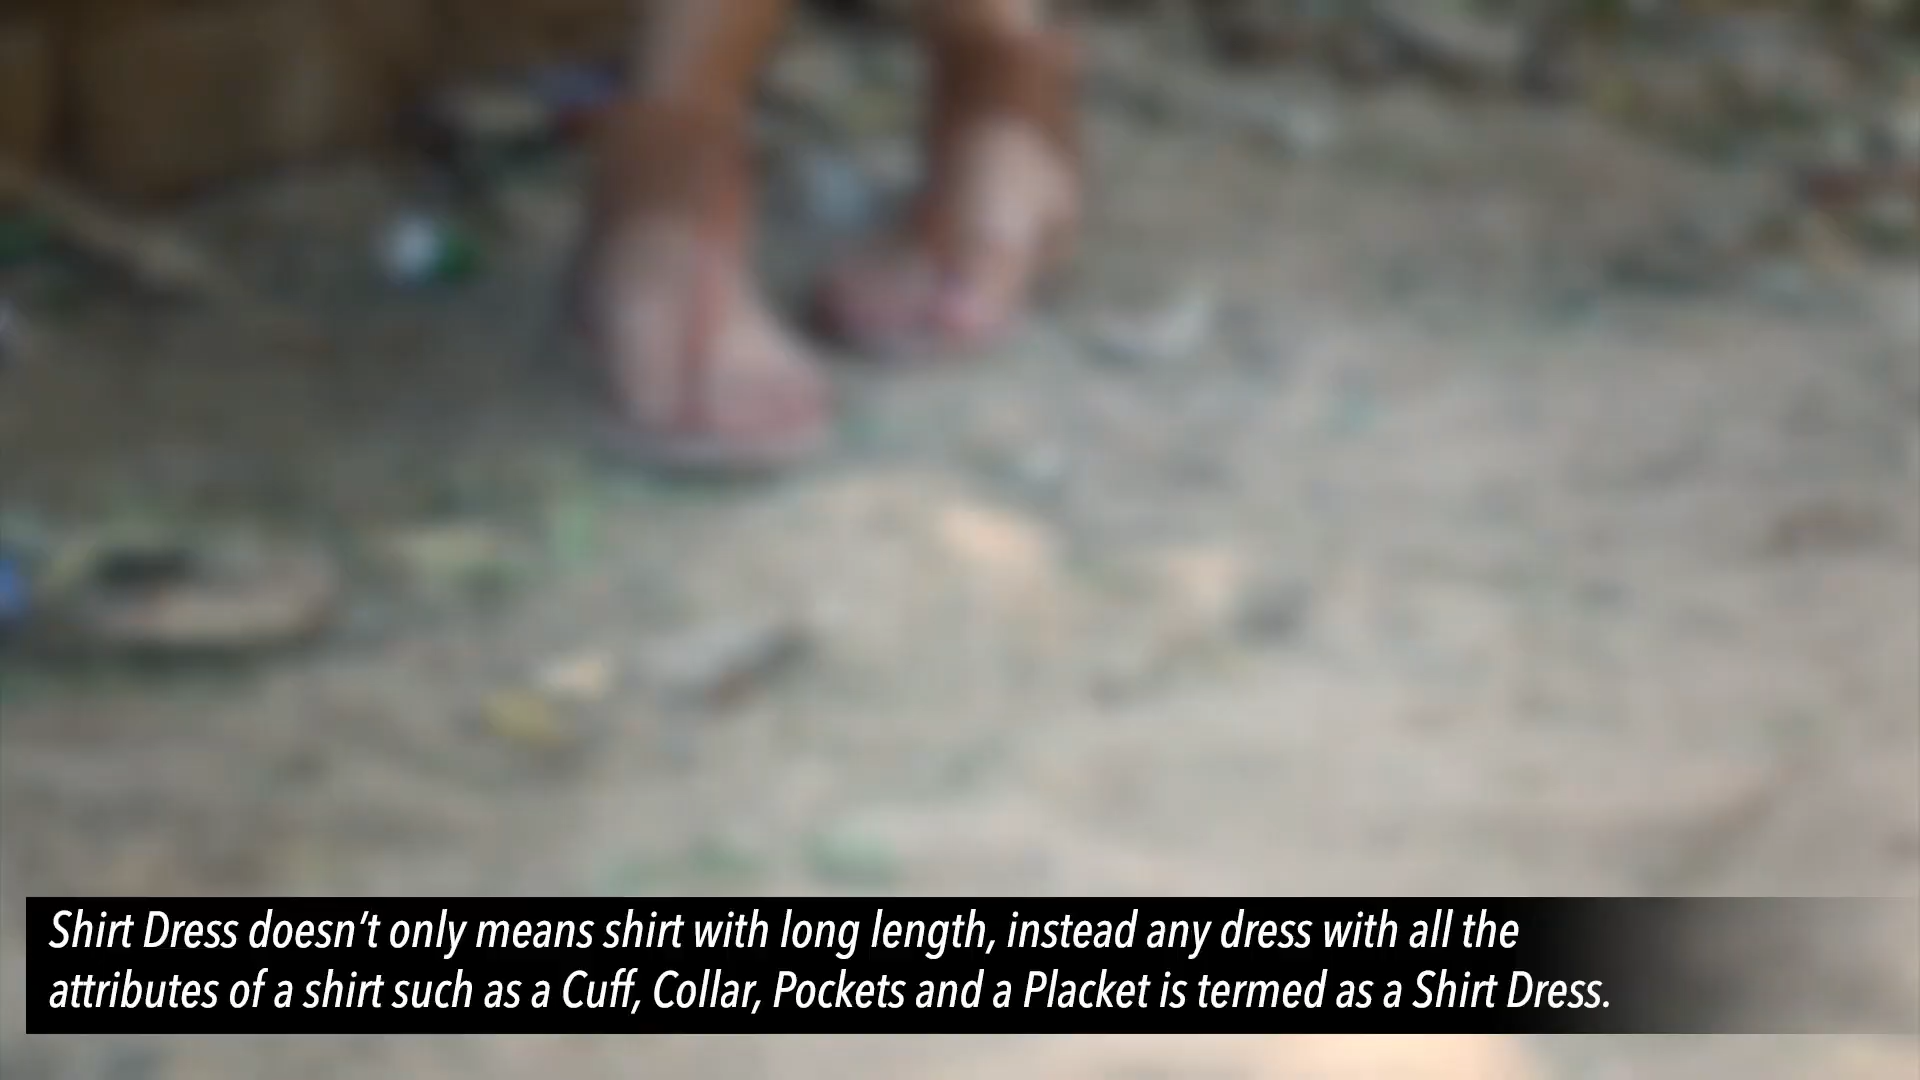 Shirt Dress doesn’t only means shirt with long length, instead any dress with all the
attributes of a shirt such as a Cuff, Collar, Pockets and a Placket is termed as a Shirt Dress.